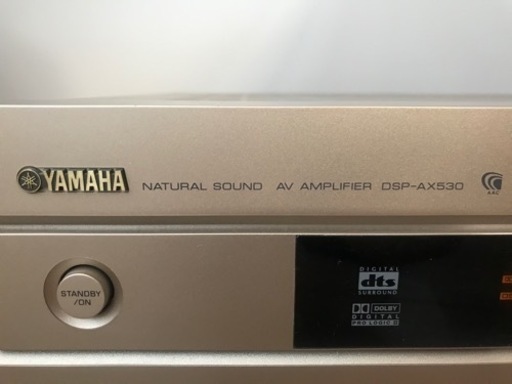 YAMAHA NATURAL SOUND AV AMPLIFIER DSP-AX530
STANDBY
/ON
DIGITAL
dts
SURROUND
DOLBY
DIGITAL
PRO LOGIC II